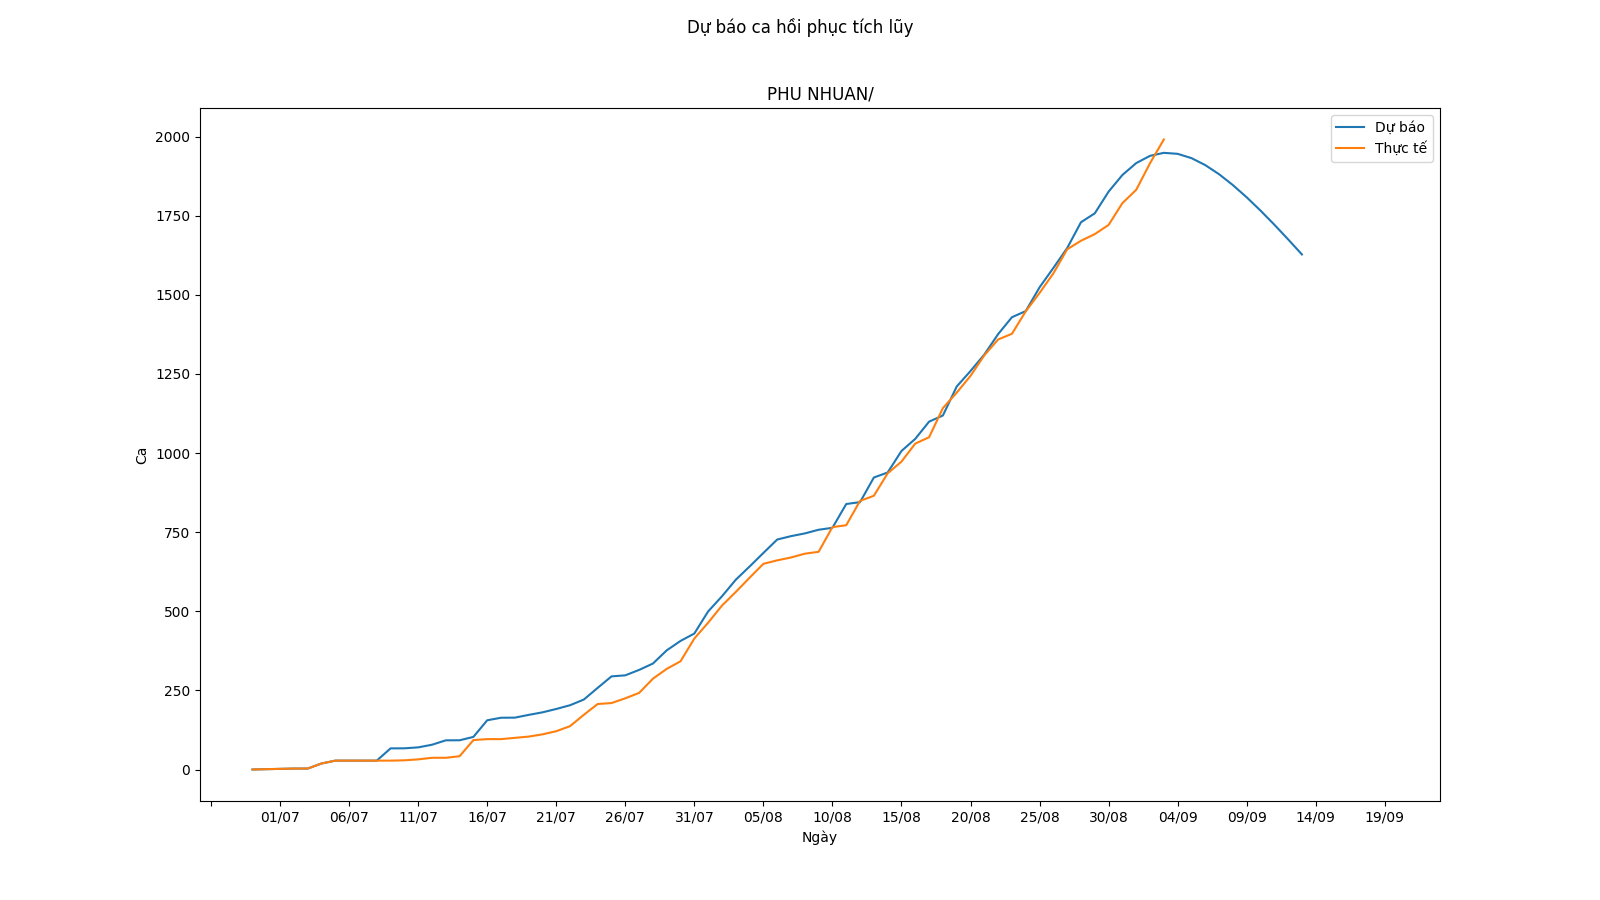 Dự báo ca hồi phục tích lũy
PHU NHUAN/
Dự báo
Thực tế
2000
1750
1500
1250
1000
750
500
250
0
Ca
01/07 06/07 11/07 16/07 21/07 26/07 31/07 05/08 10/08 15/08 20/08 25/08 30/08 04/09 09/09 14/09 19/09
Ngày